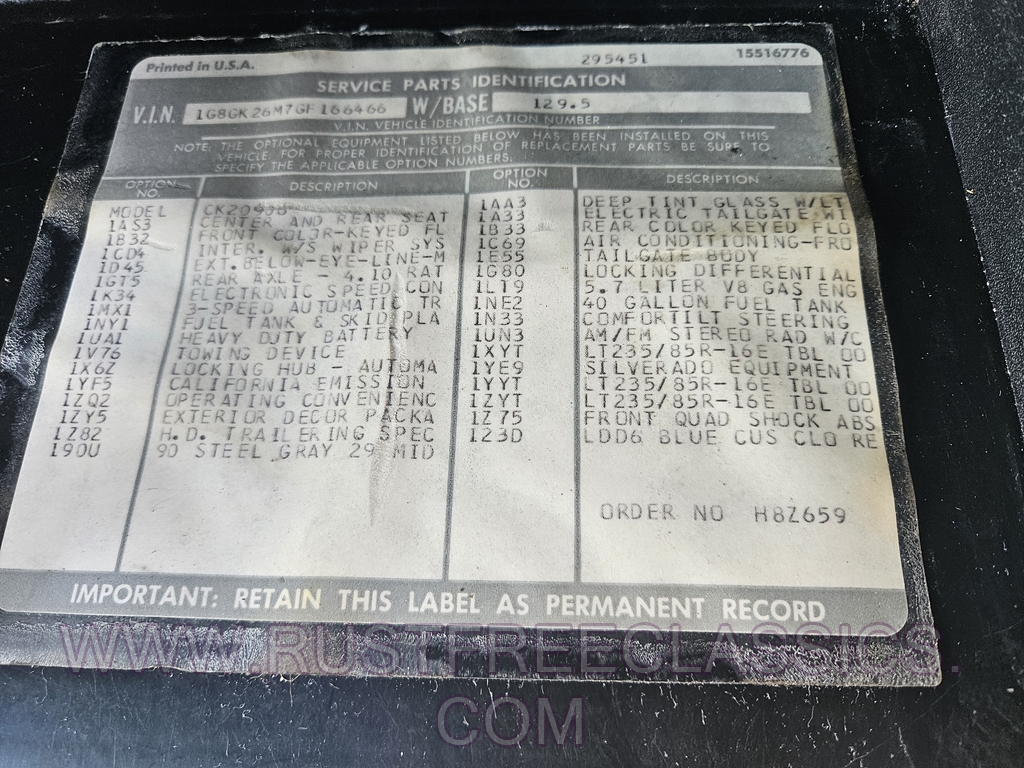 Printed in U.S.A. 295451 15516776
SERVICE PARTS IDENTIFICATION
V.I.N. 1G8GK26M7GF166466 W/BASE 129.5
V.I.N. VEHICLE IDENTIFICATION NUMBER
NOTE: THE OPTIONAL EQUIPMENT LISTED BELOW HAS BEEN INSTALLED ON THIS
VEHICLE FOR PROPER IDENTIFICATION OF REPLACEMENT PARTS BE SURE TO
SPECIFY THE APPLICABLE OPTION NUMBERS.
OPTION NO. DESCRIPTION OPTION NO. DESCRIPTION
MODEL 1AA3 DEEP TINT GLASS W/LT
1AS3 CENTER AND REAR SEAT 1A33 ELECTRIC TAILGATE WI
1B32 FRONT COLOR-KEYED FL 1B33 REAR COLOR KEYED FLO
1CD4 INTER. W/S WIPER SYS 1C69 AIR CONDITIONING-FRO
1D45 EXT.BELOW-EYE-LINE-M 1E55 TAILGATE BODY
1GT5 REAR AXLE - 4.10 RAT 1G80 LOCKING DIFFERENTIAL
1K34 ELECTRONIC SPEED CON 1LT9 5.7 LITER V8 GAS ENG
1MX1 3-SPEED AUTOMATIC TR 1NE2 40 GALLON FUEL TANK
1NY1 FUEL TANK & SKID PLA 1N33 COMFORTILT STEERING
1UA1 HEAVY DUTY BATTERY 1UN3 AM/FM STEREO RAD W/C
1V76 TOWING DEVICE 1XYT LT235/85R-16E TBL OO
1X6Z LOCKING HUB - AUTOMA 1YE9 SILVERADO EQUIPMENT
1YF5 CALIFORNIA EMISSION 1YYT LT235/85R-16E TBL OO
1ZQ2 OPERATING CONVENIENC 1ZYT LT235/85R-16E TBL OO
1ZY5 EXTERIOR DECOR PACKA 1Z75 FRONT QUAD SHOCK ABS
1Z82 H.D. TRAILERING SPEC 123D LDD6 BLUE CUS CLO RE
190U 90 STEEL GRAY 29 MID
ORDER NO H8Z659
IMPORTANT: RETAIN THIS LABEL AS PERMANENT RECORD
WWW.RUSTFREECLASSICS.
COM